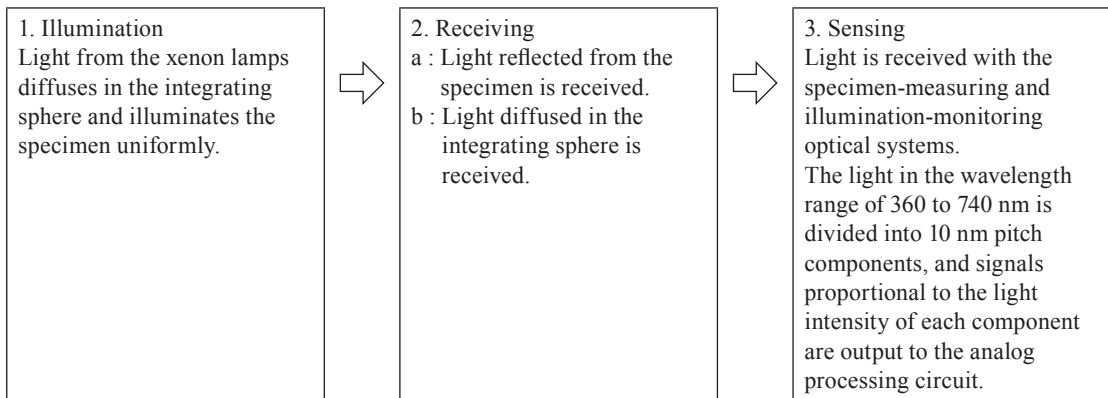 1. Illumination
Light from the xenon lamps
diffuses in the integrating
sphere and illuminates the
specimen uniformly.
2. Receiving
a : Light reflected from the
specimen is received.
b : Light diffused in the
integrating sphere is
received.
3. Sensing
Light is received with the
specimen-measuring and
illumination-monitoring
optical systems.
The light in the wavelength
range of 360 to 740 nm is
divided into 10 nm pitch
components, and signals
proportional to the light
intensity of each component
are output to the analog
processing circuit.